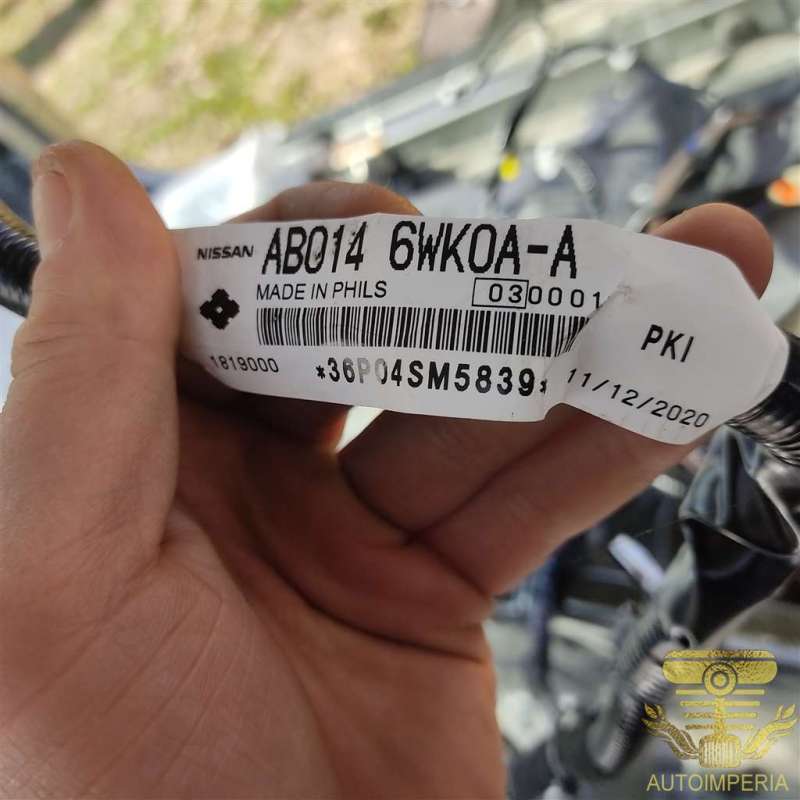 NISSAN AB014 6WK0A-A
MADE IN PHILS 030001
PKI
1819000 *36P04SM5839* 11/12/2020
AUTOIMPERIA